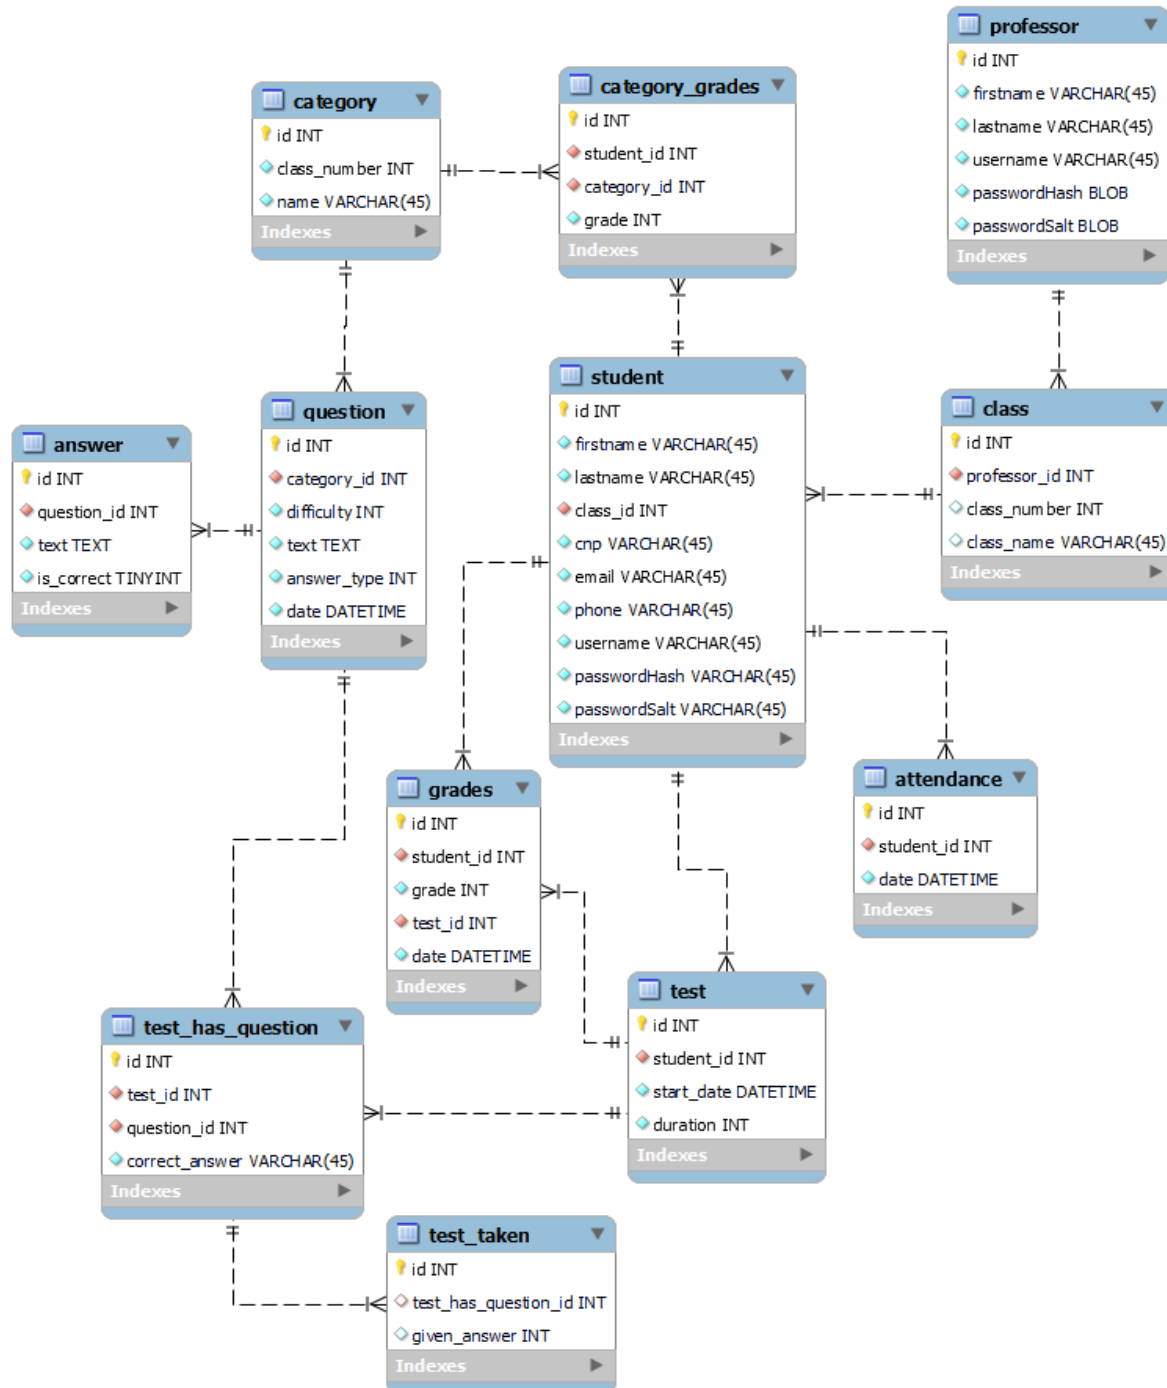 professor
id INT
firstname VARCHAR(45)
lastname VARCHAR(45)
username VARCHAR(45)
passwordHash BLOB
passwordSalt BLOB
Indexes
category
id INT
class_number INT
name VARCHAR(45)
Indexes
category_grades
id INT
student_id INT
category_id INT
grade INT
Indexes
student
id INT
firstname VARCHAR(45)
lastname VARCHAR(45)
class_id INT
cnp VARCHAR(45)
email VARCHAR(45)
phone VARCHAR(45)
username VARCHAR(45)
passwordHash VARCHAR(45)
passwordSalt VARCHAR(45)
Indexes
class
id INT
professor_id INT
class_number INT
class_name VARCHAR(45)
Indexes
question
id INT
category_id INT
difficulty INT
text TEXT
answer_type INT
date DATETIME
Indexes
answer
id INT
question_id INT
text TEXT
is_correct TINYINT
Indexes
grades
id INT
student_id INT
grade INT
test_id INT
date DATETIME
Indexes
attendance
id INT
student_id INT
date DATETIME
Indexes
test
id INT
student_id INT
start_date DATETIME
duration INT
Indexes
test_has_question
id INT
test_id INT
question_id INT
correct_answer VARCHAR(45)
Indexes
test_taken
id INT
test_has_question_id INT
given_answer INT
Indexes